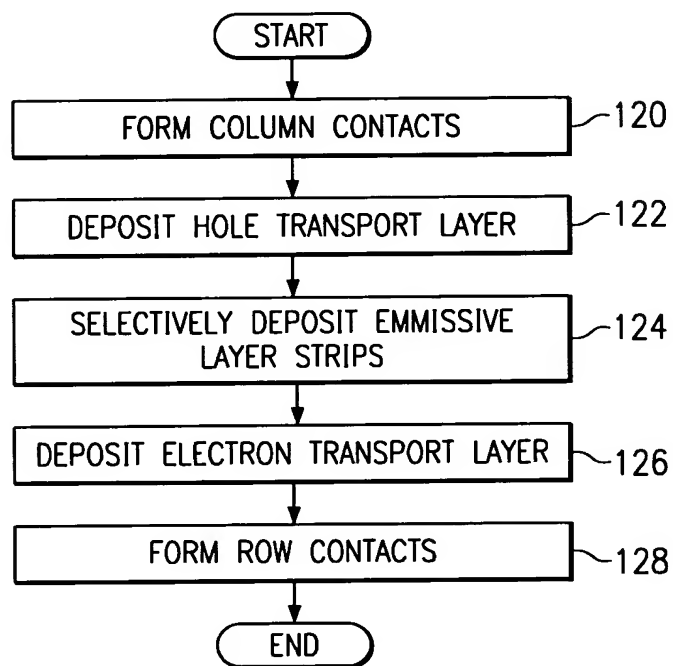 START
FORM COLUMN CONTACTS
120
DEPOSIT HOLE TRANSPORT LAYER
122
SELECTIVELY DEPOSIT EMMISSIVE
LAYER STRIPS
124
DEPOSIT ELECTRON TRANSPORT LAYER
126
FORM ROW CONTACTS
128
END